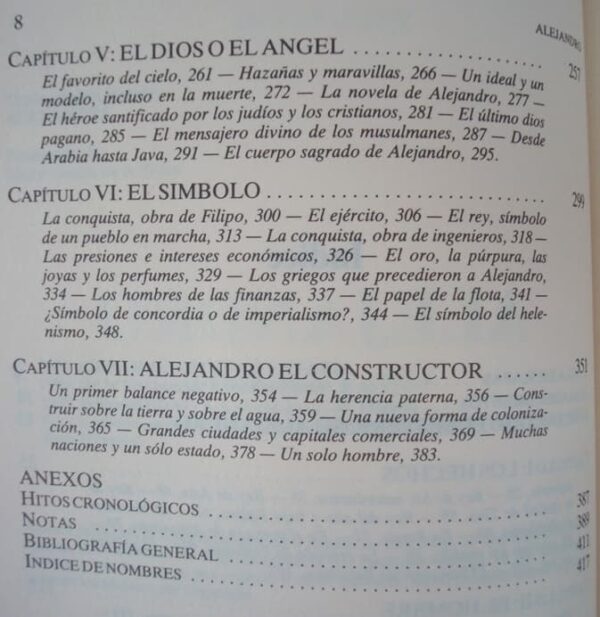 8
ALEJANDRO
CAPÍTULO V: EL DIOS O EL ANGEL .................... 257
El favorito del cielo, 261 — Hazañas y maravillas, 266 — Un ideal y un
modelo, incluso en la muerte, 272 — La novela de Alejandro, 277 —
El héroe santificado por los judíos y los cristianos, 281 — El último dios
pagano, 285 — El mensajero divino de los musulmanes, 287 — Desde
Arabia hasta Java, 291 — El cuerpo sagrado de Alejandro, 295.
CAPÍTULO VI: EL SIMBOLO ............................. 299
La conquista, obra de Filipo, 300 — El ejército, 306 — El rey, símbolo
de un pueblo en marcha, 313 — La conquista, obra de ingenieros, 318 —
Las presiones e intereses económicos, 326 — El oro, la púrpura, las
joyas y los perfumes, 329 — Los griegos que precedieron a Alejandro,
334 — Los hombres de las finanzas, 337 — El papel de la flota, 341 —
¿Símbolo de concordia o de imperialismo?, 344 — El símbolo del hele-
nismo, 348.
CAPÍTULO VII: ALEJANDRO EL CONSTRUCTOR ...... 351
Un primer balance negativo, 354 — La herencia paterna, 356 — Cons-
truir sobre la tierra y sobre el agua, 359 — Una nueva forma de coloniza-
ción, 365 — Grandes ciudades y capitales comerciales, 369 — Muchas
naciones y un sólo estado, 378 — Un solo hombre, 383.
ANEXOS
HITOS CRONOLÓGICOS .................................... 387
NOTAS .................................... 389
BIBLIOGRAFÍA GENERAL .................................... 411
INDICE DE NOMBRES .................................... 417